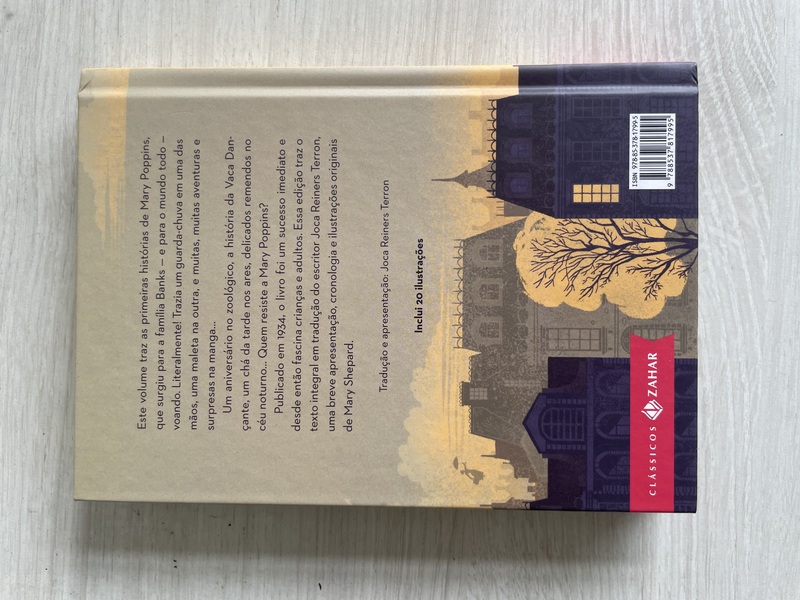 Este volume traz as primeiras histórias de Mary Poppins,
que surgiu para a família Banks — e para o mundo todo —
voando. Literalmente! Trazia um guarda-chuva em uma das
mãos, uma maleta na outra, e muitas, muitas aventuras e
surpresas na manga...
Um aniversário no zoológico, a história da Vaca Dan-
çante, um chá da tarde nos ares, delicados remendos no
céu noturno... Quem resiste a Mary Poppins?
Publicado em 1934, o livro foi um sucesso imediato e
desde então fascina crianças e adultos. Essa edição traz o
texto integral em tradução do escritor Joca Reiners Terron,
uma breve apresentação, cronologia e ilustrações originais
de Mary Shepard.
Tradução e apresentação: Joca Reiners Terron
Inclui 20 ilustrações
CLÁSSICOS ZAHAR
ISBN 978-85-378-1799-5
9 788537 817995